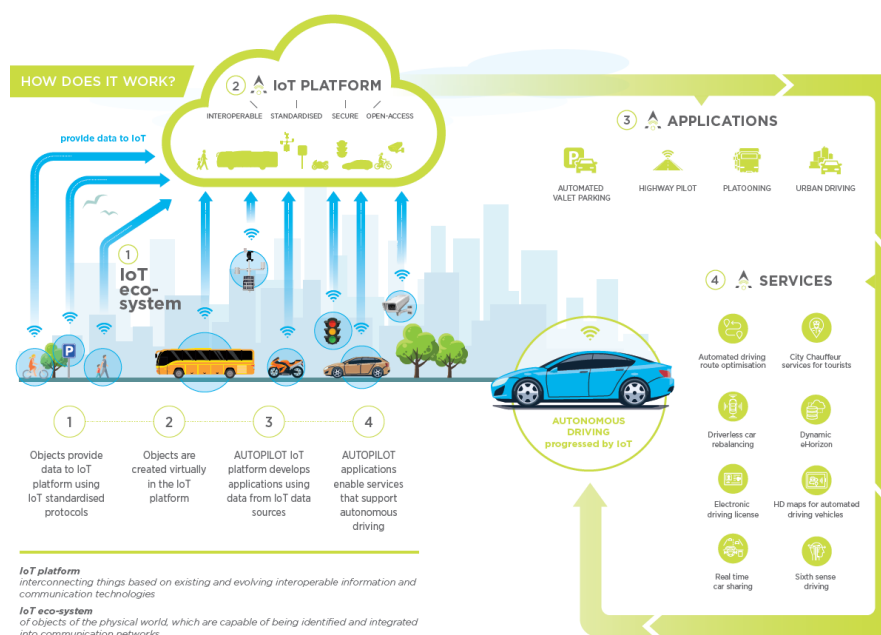 HOW DOES IT WORK?
2 IoT PLATFORM
INTEROPERABLE STANDARDISED SECURE OPEN-ACCESS
provide data to IoT
1
IoT
eco-
system
P
3 APPLICATIONS
P
AUTOMATED
VALET PARKING
HIGHWAY PILOT
PLATOONING
URBAN DRIVING
4 SERVICES
Automated driving
route optimisation
City Chauffeur
services for tourists
Driverless car
rebalancing
Dynamic
eHorizon
Electronic
driving license
HD maps for automated
driving vehicles
Real time
car sharing
Sixth sense
driving
AUTONOMOUS
DRIVING
progressed by IoT
1
Objects provide
data to IoT
platform using
IoT standardised
protocols
2
Objects are
created virtually
in the IoT
platform
3
AUTOPILOT IoT
platform develops
applications using
data from IoT data
sources
4
AUTOPILOT
applications
enable services
that support
autonomous
driving
IoT platform
interconnecting things based on existing and evolving interoperable information and
communication technologies
IoT eco-system
of objects of the physical world, which are capable of being identified and integrated
into communication networks